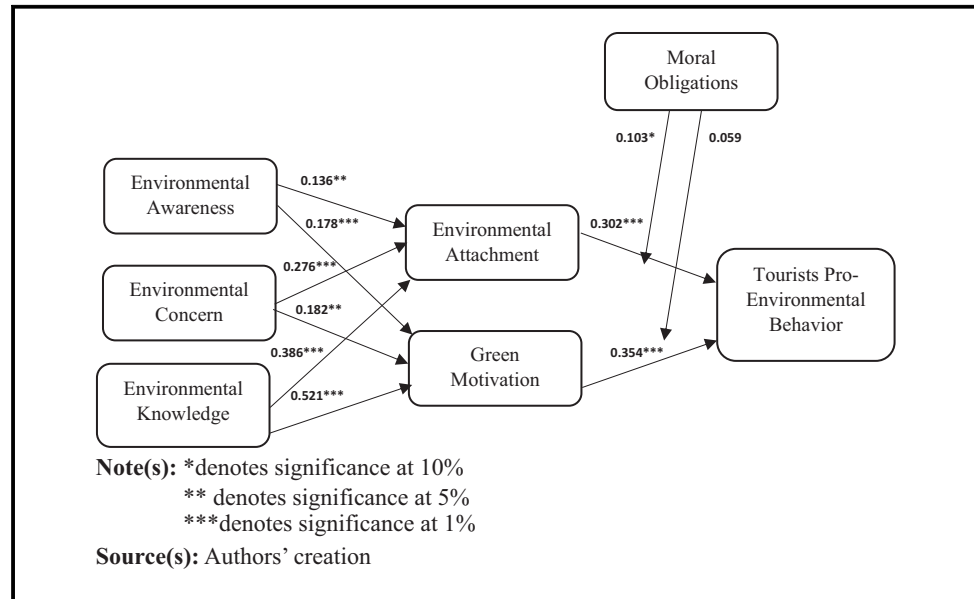 Moral
Obligations
0.103*
0.059
Environmental
Awareness
0.136**
0.178***
Environmental
Attachment
0.302***
Environmental
Concern
0.276***
0.182**
Tourists Pro-
Environmental
Behavior
Environmental
Knowledge
0.386***
0.521***
Green
Motivation
0.354***
Note(s): *denotes significance at 10%
** denotes significance at 5%
***denotes significance at 1%
Source(s): Authors’ creation